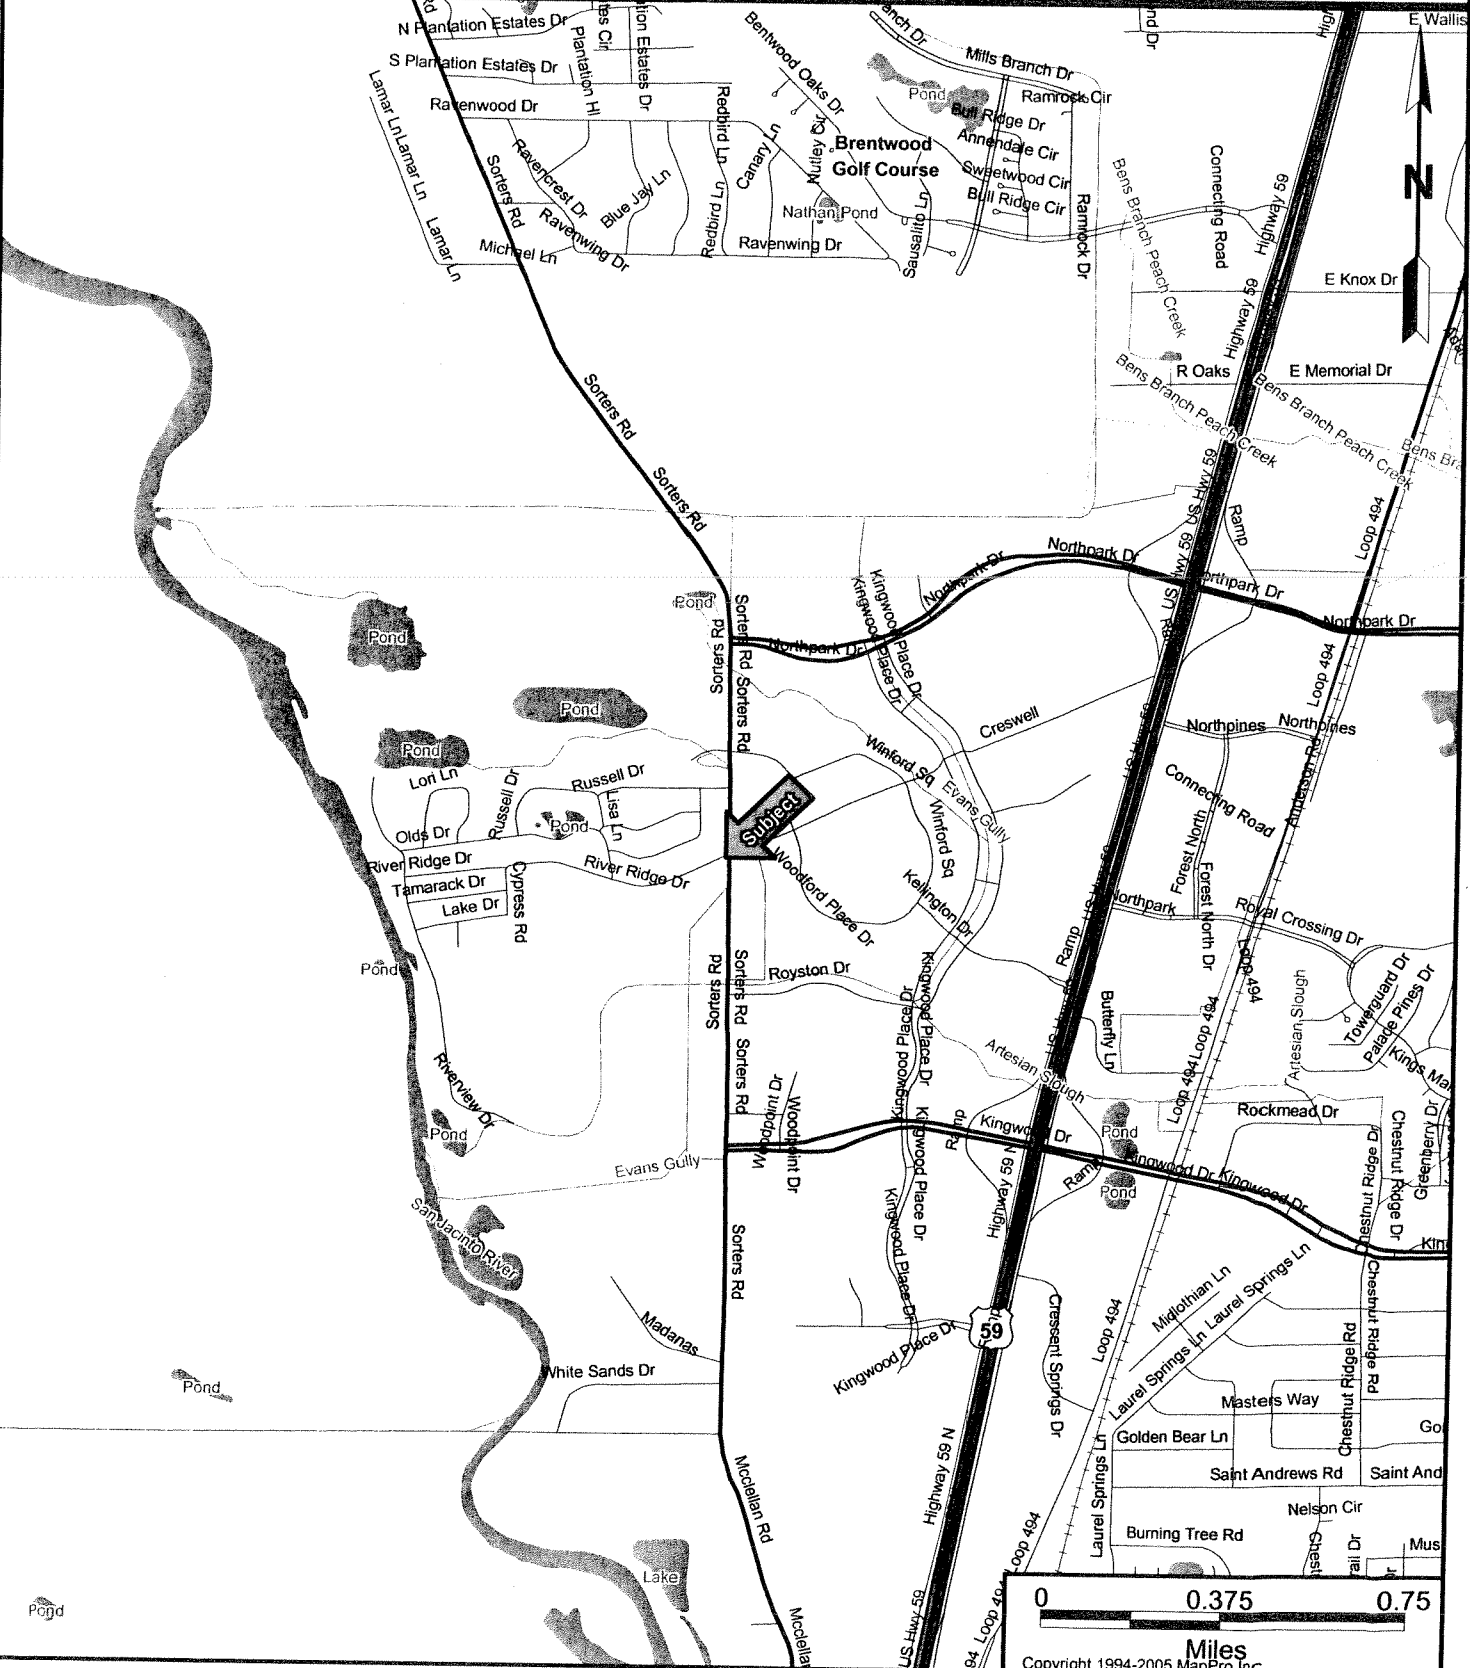 N Plantation Estates Dr
S Plantation Estates Dr
Ravenwood Dr
Plantation Hl
Estates Dr
Bentwood Oaks Dr
Mills Branch Dr
E Wallis
Pond
Ramrock Cir
Bull Ridge Dr
Annendale Cir
Sweetwood Cir
Bull Ridge Cir
Brentwood
Golf Course
Lamar Ln
Lamar Ln
Lamar Ln
Sorters Rd
Ravencrest Dr
Ravenwing Dr
Blue Jay Ln
Redbird Ln
Redbird Ln
Canary Ln
Nutley Cir
Nathan Pond
Ravenwing Dr
Sausalito Ln
Ramrock Dr
Michael Ln
Bens Branch Peach Creek
Connecting Road
Highway 59
Highway 59
N
E Knox Dr
R Oaks
E Memorial Dr
Bens Branch Peach Creek
Bens Branch Peach Creek
Sorters Rd
Sorters Rd
US Hwy 59
Ramp
Loop 494
Northpark Dr
Northpark Dr
Northpark Dr
Northpark Dr
Northpark Dr
Kingwood Place Dr
Kingwood Place Dr
Pond
Pond
Sorters Rd
Sorters Rd
Sorters Rd
Pond
Pond
Loop 494
Creswell
Northpines
Northpines
Winford Sq
Evans Gully
Winford Sq
Connecting Road
Anderson Rd
Lori Ln
Russell Dr
Russell Dr
Lisa Ln
Pond
Olds Dr
Subject
River Ridge Dr
River Ridge Dr
Tamarack Dr
Lake Dr
Cypress Rd
Woodford Place Dr
Kellington Dr
Forest North
Forest North Dr
Northpark
Royal Crossing Dr
Ramp
Loop 494
Pond
Sorters Rd
Sorters Rd
Royston Dr
Kingwood Place Dr
Kingwood Place Dr
Butterfly Ln
Loop 494
Artesian Slough
Towerguard Dr
Palace Pines Dr
Artesian Slough
Riverview Dr
Sorters Rd
Woodpoint Dr
Woodpoint Dr
Loop 494
Rockmead Dr
Pond
Kingwood Dr
Ramp
Pond
Kingwood Dr
Kingwood Dr
Ramp
Pond
Evans Gully
Kingwood Place Dr
Kingwood Place Dr
Highway 59 N
Chestnut Ridge Dr
Chestnut Ridge Dr
Greenberry Dr
San Jacinto River
Sorters Rd
Midlothian Ln
Laurel Springs Ln
Laurel Springs Ln
Chestnut Ridge Rd
Chestnut Ridge Rd
Madanas
White Sands Dr
Kingwood Place Dr
59
Cressent Springs Dr
Loop 494
Pond
Masters Way
Golden Bear Ln
Saint Andrews Rd
Saint And
Mcclellan Rd
Highway 59 N
Laurel Springs Ln
Nelson Cir
Burning Tree Rd
Mus
Loop 494
Lake
Pond
US Hwy 59
0 0.375 0.75
Miles
Copyright 1994-2005 MapPro Inc